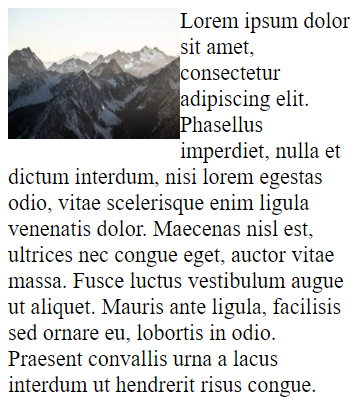 Lorem ipsum dolor
sit amet,
consectetur
adipiscing elit.
Phasellus
imperdiet, nulla et
dictum interdum, nisi lorem egestas
odio, vitae scelerisque enim ligula
venenatis dolor. Maecenas nisl est,
ultrices nec congue eget, auctor vitae
massa. Fusce luctus vestibulum augue
ut aliquet. Mauris ante ligula, facilisis
sed ornare eu, lobortis in odio.
Praesent convallis urna a lacus
interdum ut hendrerit risus congue.